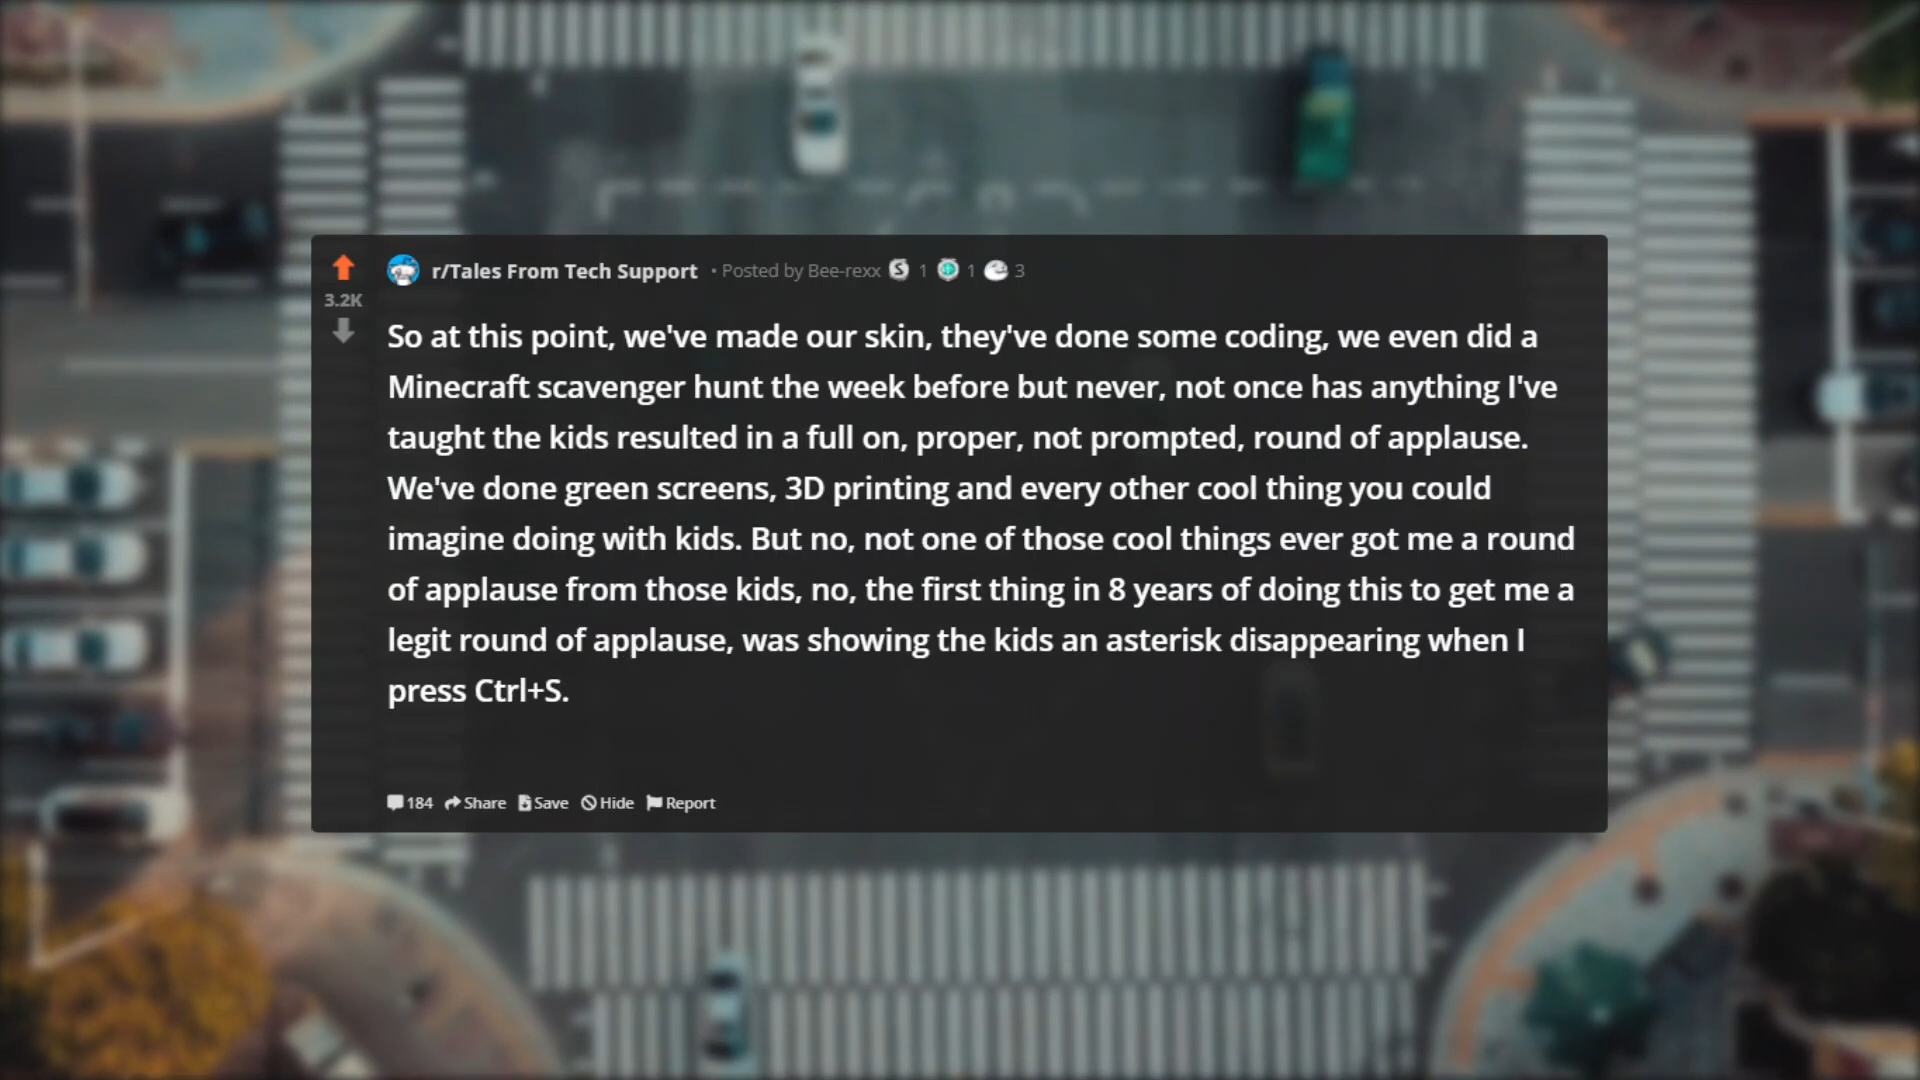 r/Tales From Tech Support • Posted by Bee-rexx 1 1 3
3.2K
So at this point, we've made our skin, they've done some coding, we even did a
Minecraft scavenger hunt the week before but never, not once has anything I've
taught the kids resulted in a full on, proper, not prompted, round of applause.
We've done green screens, 3D printing and every other cool thing you could
imagine doing with kids. But no, not one of those cool things ever got me a round
of applause from those kids, no, the first thing in 8 years of doing this to get me a
legit round of applause, was showing the kids an asterisk disappearing when I
press Ctrl+S.
184 Share Save Hide Report